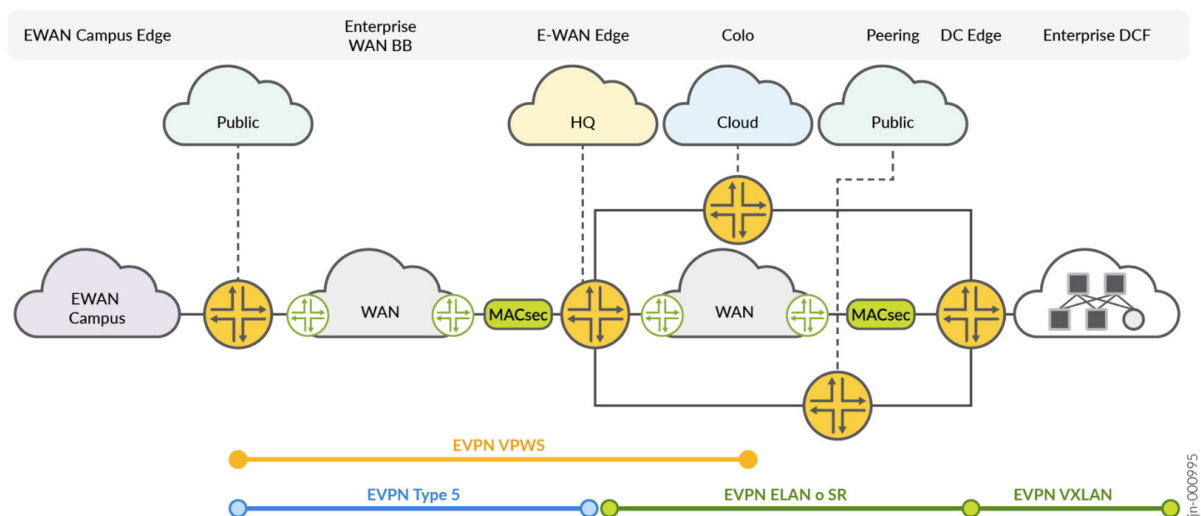 EWAN Campus Edge
Enterprise
WAN BB
E-WAN Edge
Colo
Peering
DC Edge
Enterprise DCF
Public
HQ
Cloud
Public
EWAN
Campus
WAN
MACsec
WAN
MACsec
EVPN VPWS
EVPN Type 5
EVPN ELAN o SR
EVPN VXLAN
jn-000995